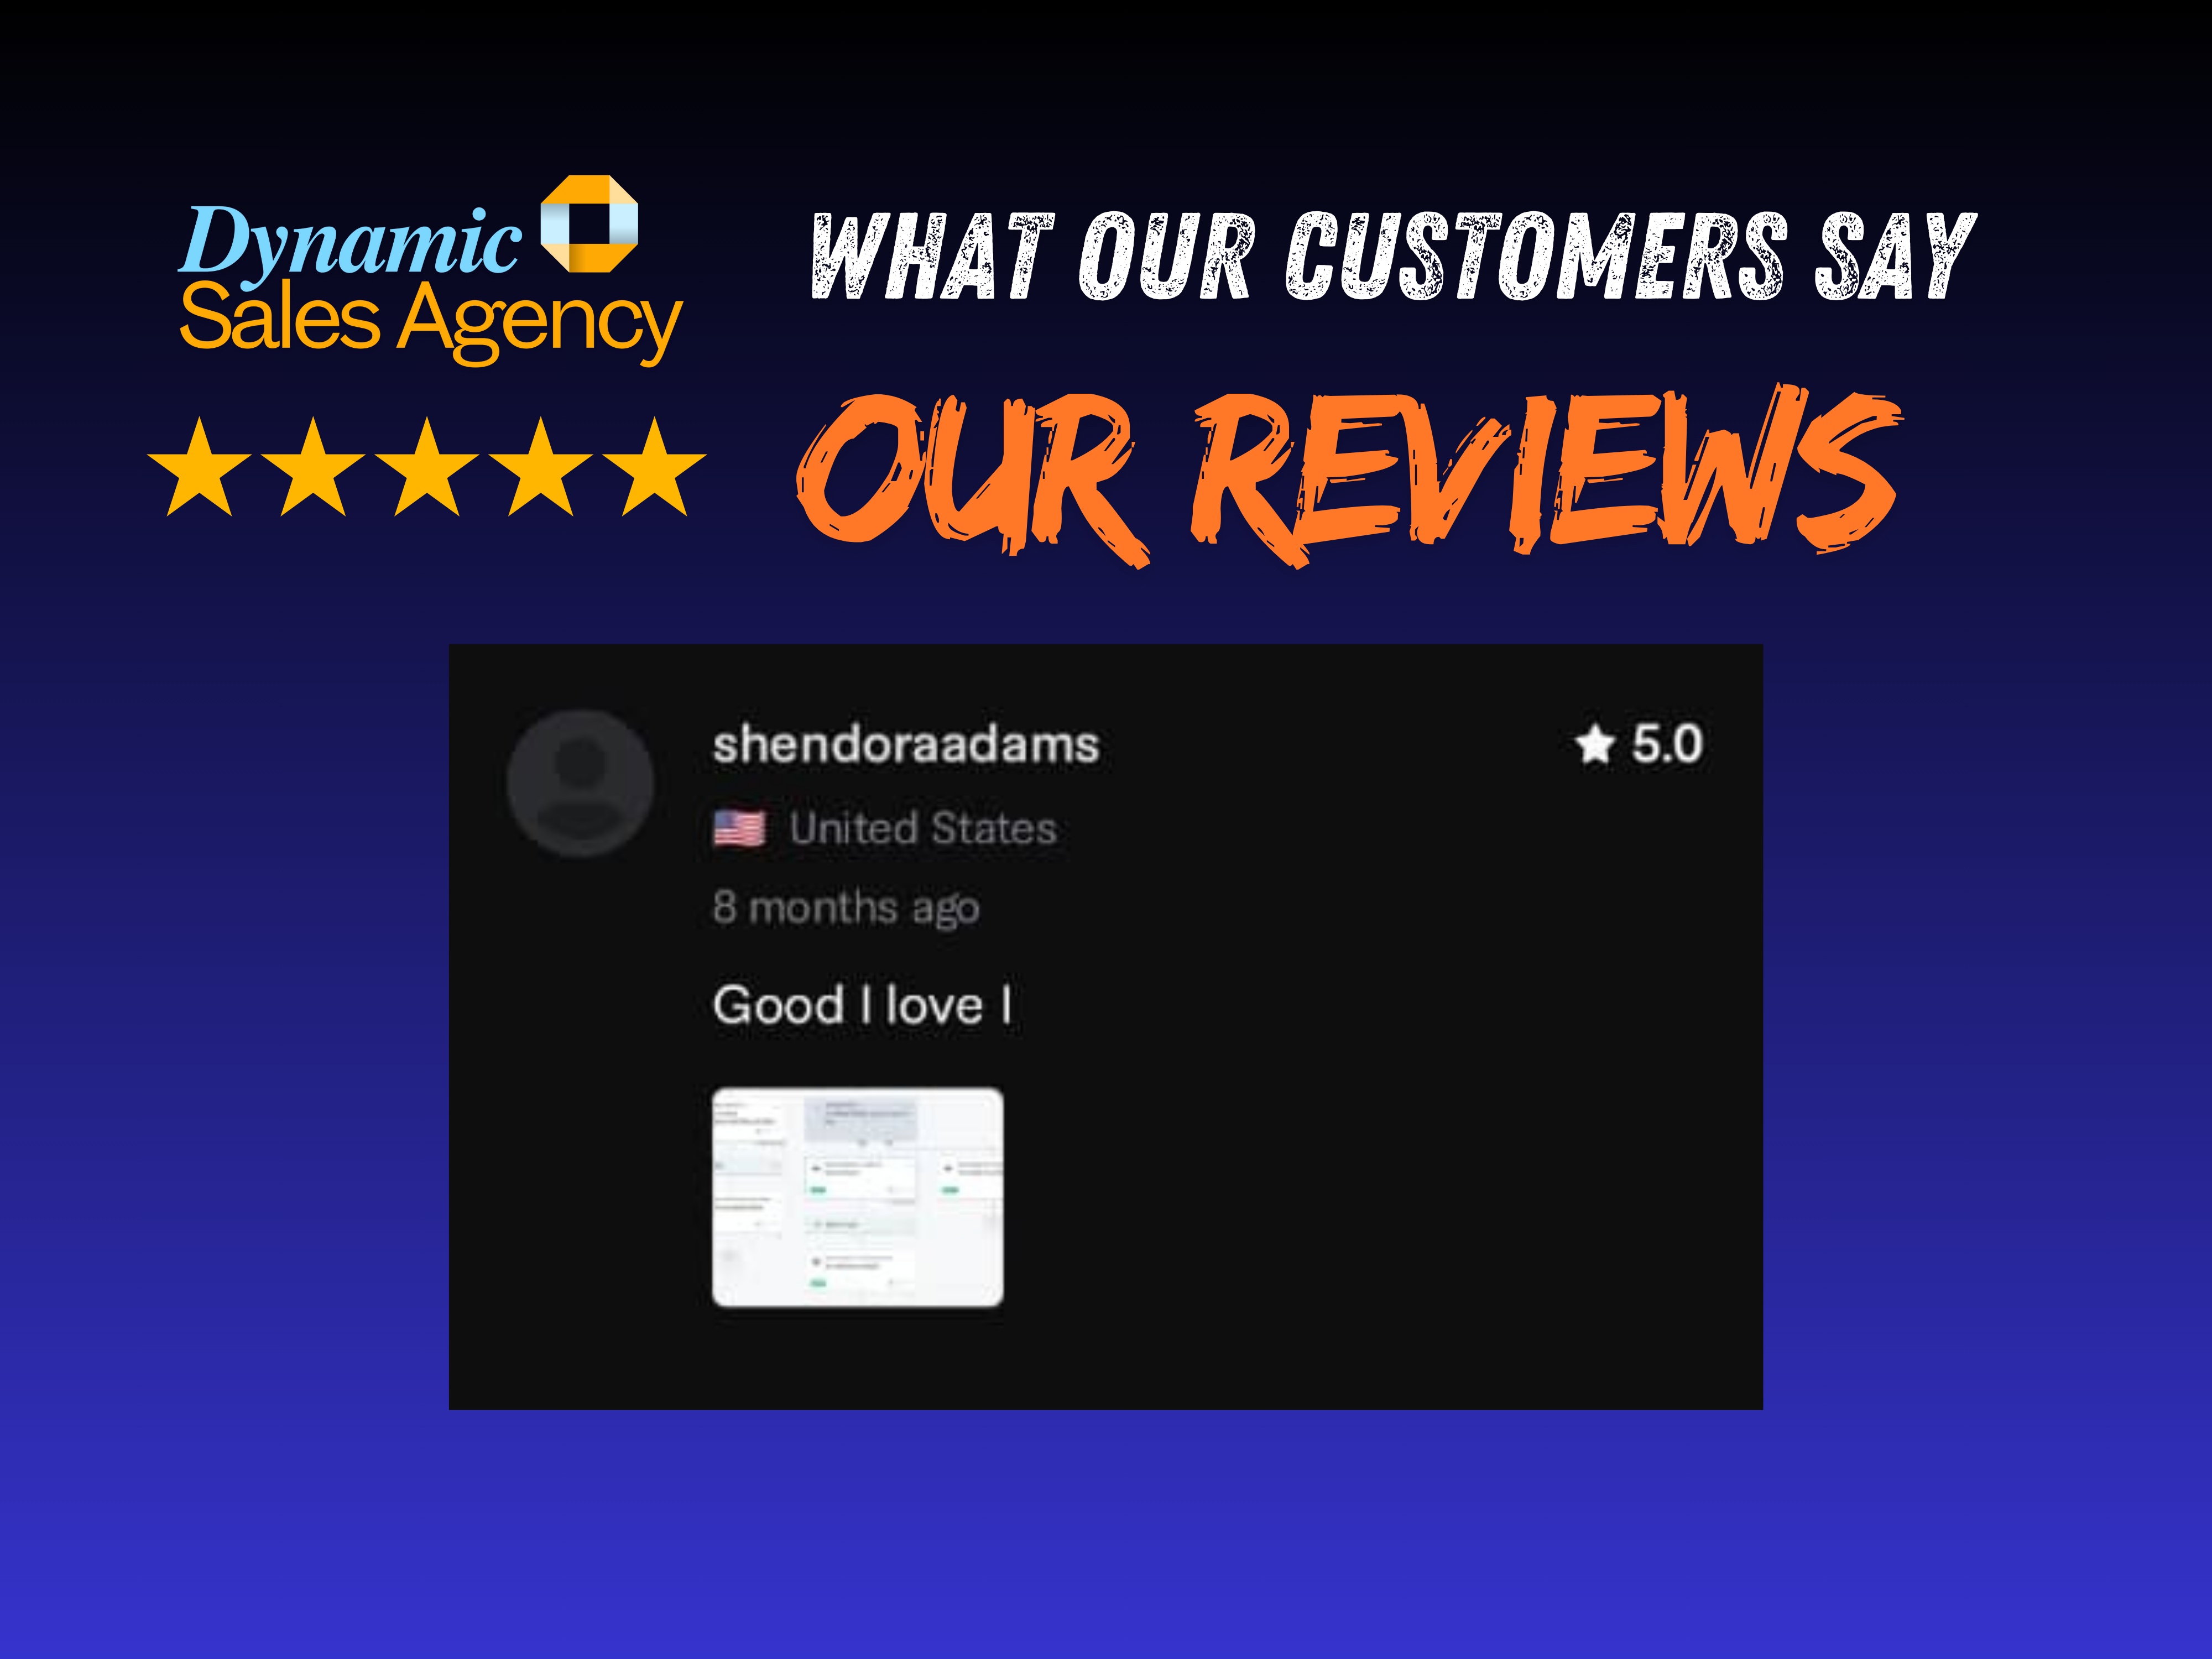 Dynamic
Sales Agency
WHAT OUR CUSTOMERS SAY
OUR REVIEWS
shendoraadams
5.0
United States
8 months ago
Good I love I